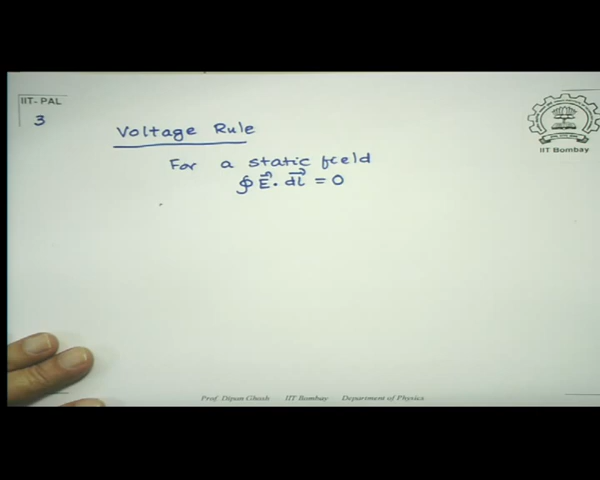 IIT-PAL
3
IIT Bombay
Voltage Rule
For a static field
∮ E⃗ · dl⃗ = 0
Prof. Dipan Ghosh IIT Bombay Department of Physics